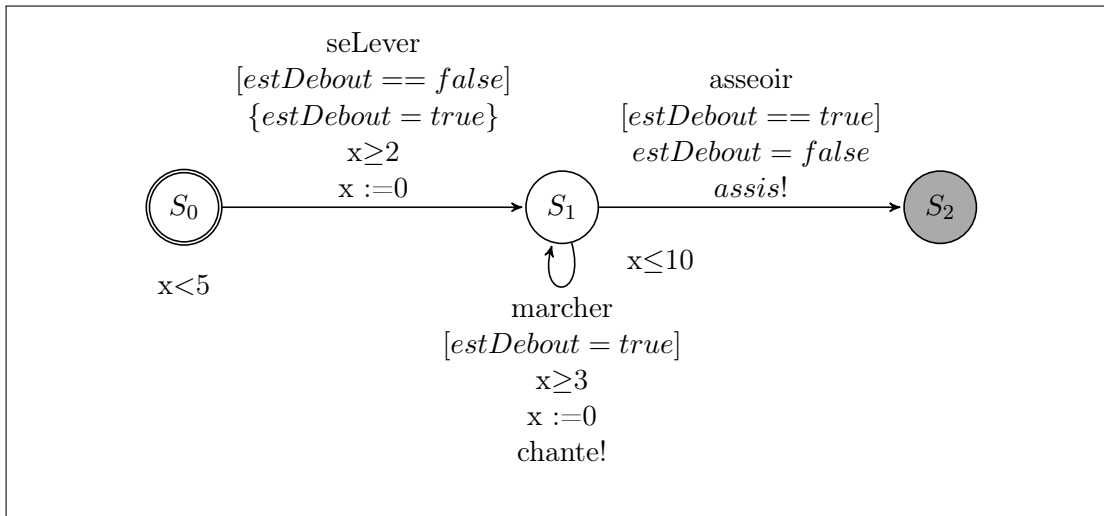 seLever
[estDebout == false]
{estDebout = true}
x≥2
x :=0
asseoir
[estDebout == true]
estDebout = false
assis!
S0
S1
S2
x<5
x≤10
marcher
[estDebout = true]
x≥3
x :=0
chante!